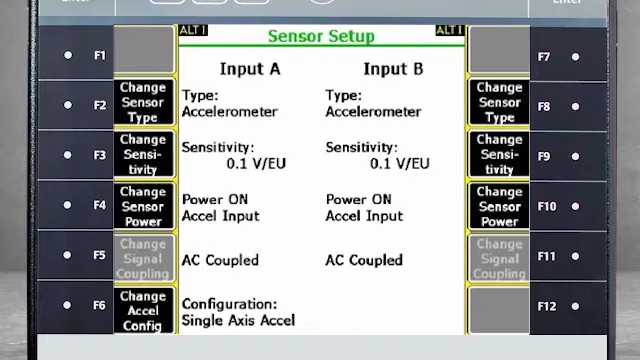 Enter
Enter
ALT1
Sensor Setup
ALT1
F1
F7
Input A
Input B
F2
Change
Sensor
Type
Type:
Accelerometer
Type:
Accelerometer
Change
Sensor
Type
F8
F3
Change
Sensi-
tivity
Sensitivity:
0.1 V/EU
Sensitivity:
0.1 V/EU
Change
Sensi-
tivity
F9
F4
Change
Sensor
Power
Power ON
Accel Input
Power ON
Accel Input
Change
Sensor
Power
F10
F5
Change
Signal
Coupling
AC Coupled
AC Coupled
Change
Signal
Coupling
F11
F6
Change
Accel
Config
Configuration:
Single Axis Accel
F12